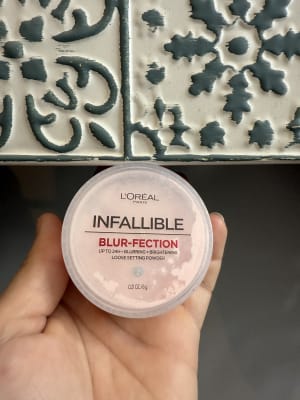 L'ORÉAL
PARIS
INFALLIBLE
BLUR-FECTION
UP TO 24H • BLURRING + BRIGHTENING
LOOSE SETTING POWDER